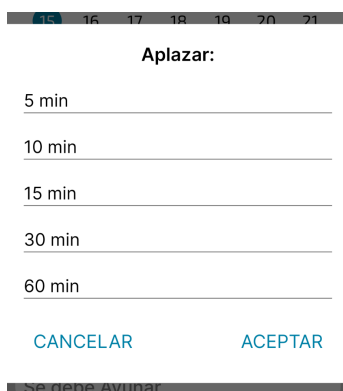 15 16 17 18 19 20 21
Aplazar:
5 min
10 min
15 min
30 min
60 min
CANCELAR ACEPTAR
Se debe Ayunar